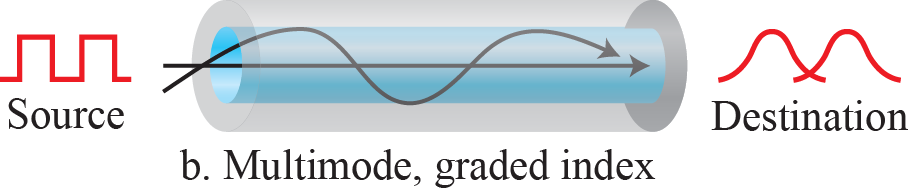 Source
Destination
b. Multimode, graded index